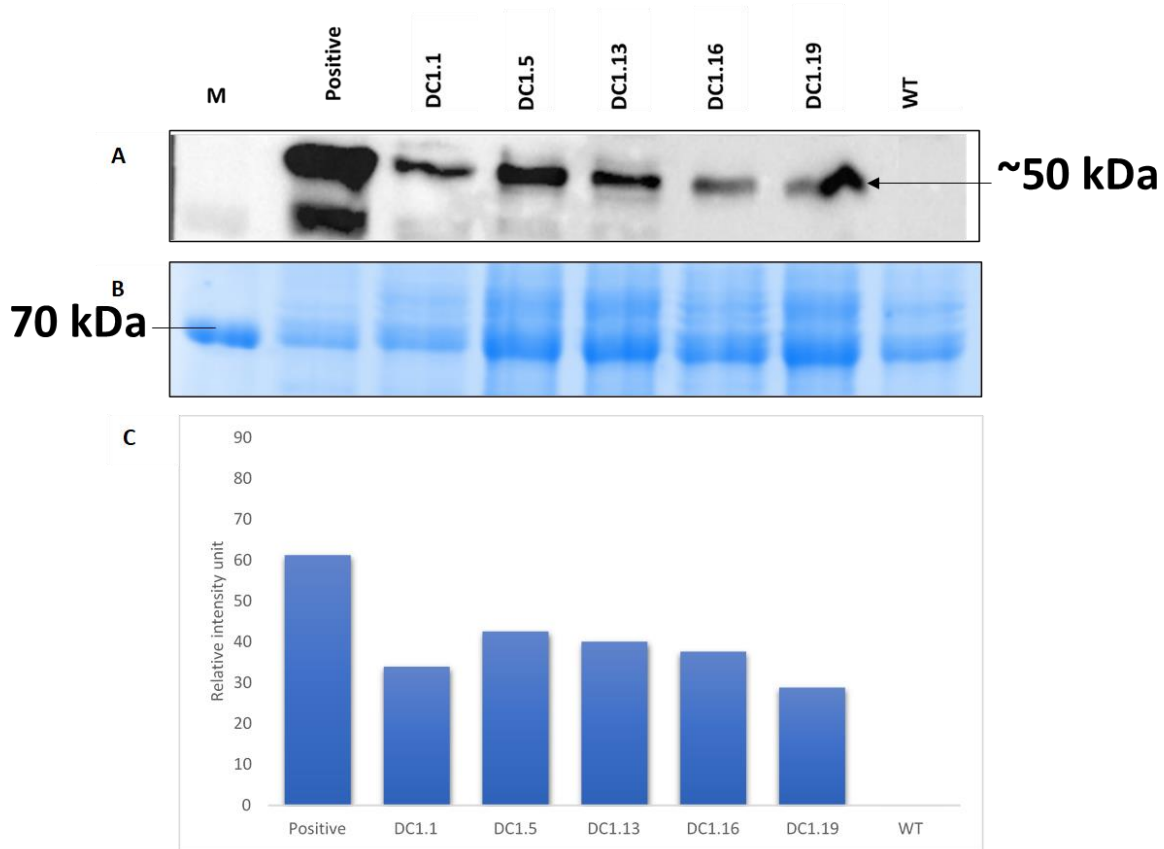 M Positive DC1.1 DC1.5 DC1.13 DC1.16 DC1.19 WT
A
~50 kDa
B
70 kDa
C
90
80
70
60
50
40
30
20
10
0
Relative intensity unit
Positive DC1.1 DC1.5 DC1.13 DC1.16 DC1.19 WT